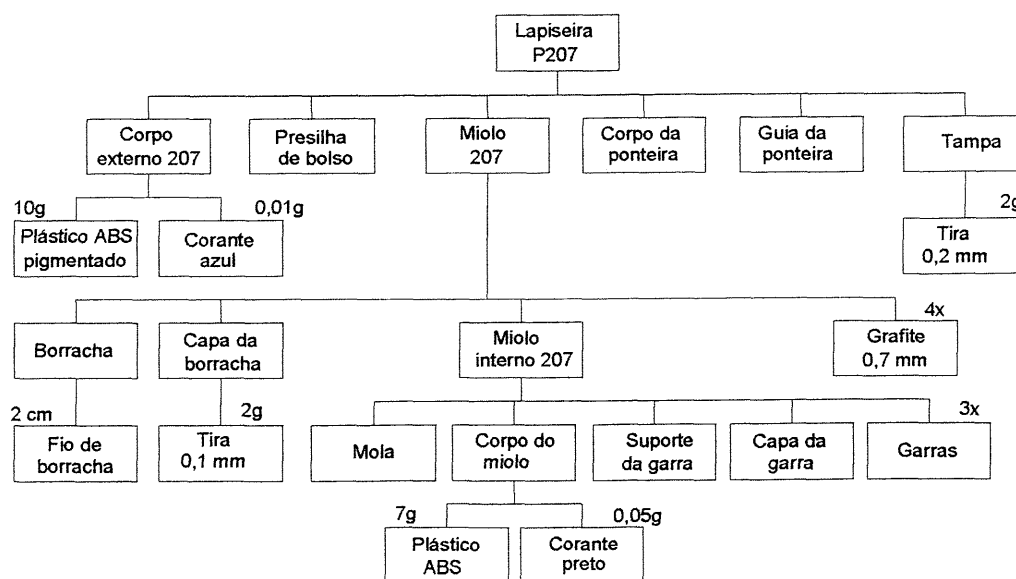 Lapiseira
P207
Corpo
externo 207
Presilha
de bolso
Miolo
207
Corpo da
ponteira
Guia da
ponteira
Tampa
10g
0,01g
2g
Plástico ABS
pigmentado
Corante
azul
Tira
0,2 mm
4x
Borracha
Capa da
borracha
Miolo
interno 207
Grafite
0,7 mm
2 cm
2g
3x
Fio de
borracha
Tira
0,1 mm
Mola
Corpo do
miolo
Suporte
da garra
Capa da
garra
Garras
7g
0,05g
Plástico
ABS
Corante
preto